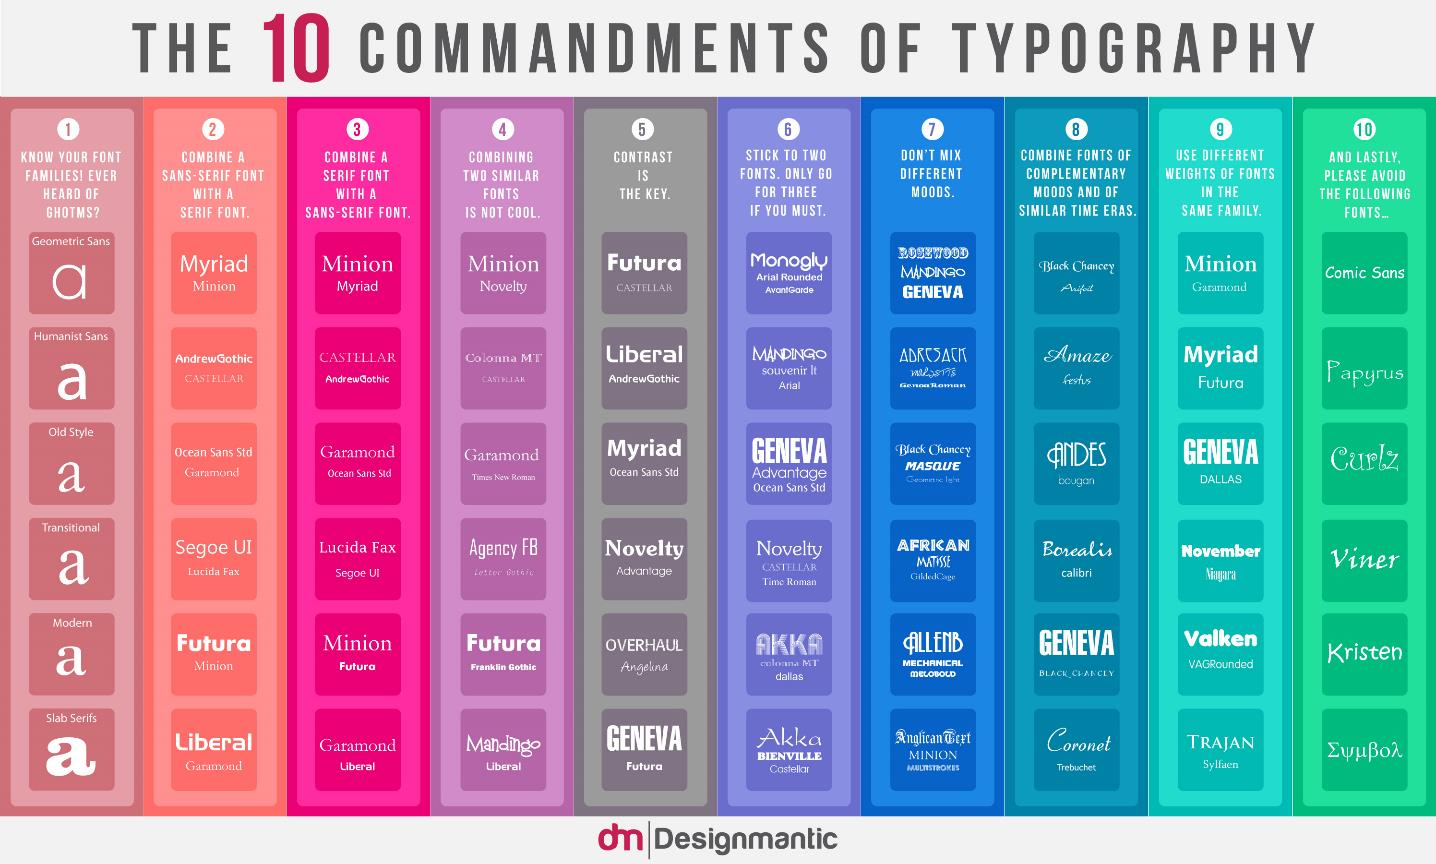 THE 10 COMMANDMENTS OF TYPOGRAPHY
1
KNOW YOUR FONT
FAMILIES! EVER
HEARD OF
GHOTMS?
Geometric Sans
a
Humanist Sans
a
Old Style
a
Transitional
a
Modern
a
Slab Serifs
a
2
COMBINE A
SANS-SERIF FONT
WITH A
SERIF FONT.
Myriad
Minion
AndrewGothic
CASTELLAR
Ocean Sans Std
Garamond
Segoe UI
Lucida Fax
Futura
Minion
Liberal
Garamond
3
COMBINE A
SERIF FONT
WITH A
SANS-SERIF FONT.
Minion
Myriad
CASTELLAR
AndrewGothic
Garamond
Ocean Sans Std
Lucida Fax
Segoe UI
Minion
Futura
Garamond
Liberal
4
COMBINING
TWO SIMILAR
FONTS
IS NOT COOL.
Minion
Novelty
Colonna MT
CASTELLAR
Garamond
Times New Roman
Agency FB
Letter Gothic
Futura
Franklin Gothic
Mandingo
Liberal
5
CONTRAST
IS
THE KEY.
Futura
CASTELLAR
Liberal
AndrewGothic
Myriad
Ocean Sans Std
Novelty
Advantage
OVERHAUL
Angelina
GENEVA
Futura
6
STICK TO TWO
FONTS. ONLY GO
FOR THREE
IF YOU MUST.
Monogly
Arial Rounded
AvantGarde
MANDINGO
souvenir lt
Arial
GENEVA
Advantage
Ocean Sans Std
Novelty
CASTELLAR
Time Roman
AKKA
colonna MT
dallas
Akka
BIENVILLE
Castellar
7
DON'T MIX
DIFFERENT
MOODS.
ROSEWOOD
MANDINGO
GENEVA
GenoaRoman
Black Chancey
MASQUE
Geometric light
AFRICAN
MATISSE
GildedCage
ALLENB
MECHANICAL
MELOBOLD
AnglicanText
MINION
MULTISTROKES
8
COMBINE FONTS OF
COMPLEMENTARY
MOODS AND OF
SIMILAR TIME ERAS.
Black Chancey
Amaze
festus
ANDES
bougan
Borealis
calibri
GENEVA
BLACK_CHANCEY
Coronet
Trebuchet
9
USE DIFFERENT
WEIGHTS OF FONTS
IN THE
SAME FAMILY.
Minion
Garamond
Myriad
Futura
GENEVA
DALLAS
November
Niagara
Valken
VAGRounded
TRAJAN
Sylfaen
10
AND LASTLY,
PLEASE AVOID
THE FOLLOWING
FONTS...
Comic Sans
Papyrus
Curlz
Viner
Kristen
Σψμβολ
dm Designmantic